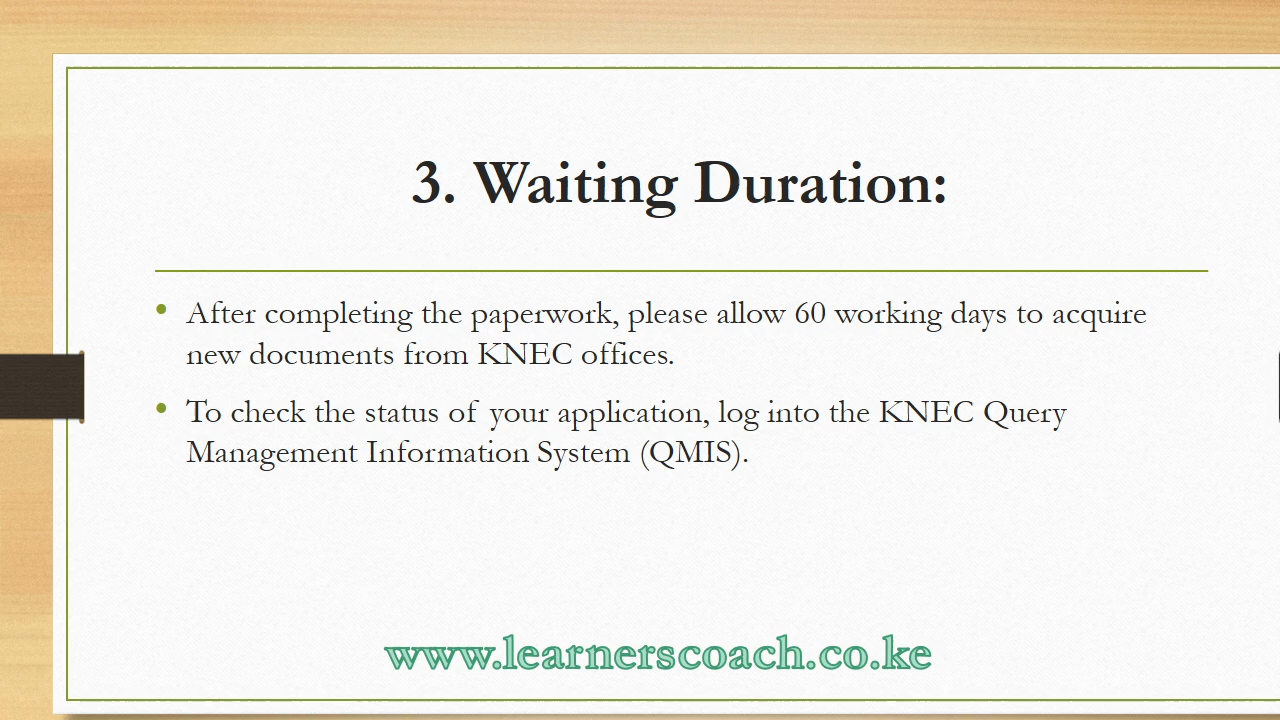 3. Waiting Duration:
• After completing the paperwork, please allow 60 working days to acquire
new documents from KNEC offices.
• To check the status of your application, log into the KNEC Query
Management Information System (QMIS).
www.learnerscoach.co.ke